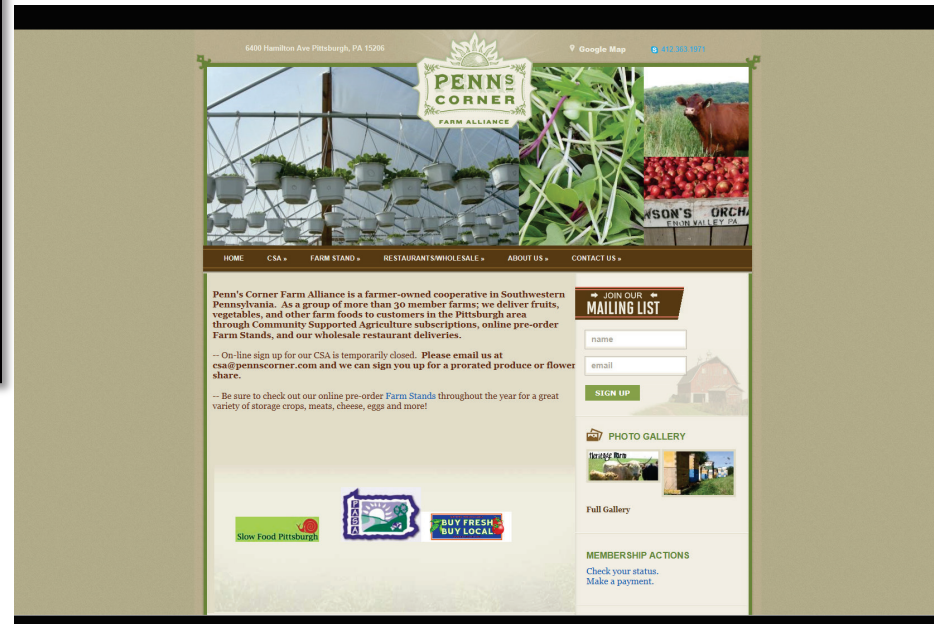 6400 Hamilton Ave Pittsburgh, PA 15206
Google Map
412.363.1971
PENN'S
CORNER
FARM ALLIANCE
WSON'S ORCHA
ENON VALLEY PA
HOME CSA » FARM STAND » RESTAURANTS/WHOLESALE » ABOUT US » CONTACT US »
Penn's Corner Farm Alliance is a farmer-owned cooperative in Southwestern
Pennsylvania. As a group of more than 30 member farms; we deliver fruits,
vegetables, and other farm foods to customers in the Pittsburgh area
through Community Supported Agriculture subscriptions, online pre-order
Farm Stands, and our wholesale restaurant deliveries.
-- On-line sign up for our CSA is temporarily closed. Please email us at
csa@pennscorner.com and we can sign you up for a prorated produce or flower
share.
-- Be sure to check out our online pre-order Farm Stands throughout the year for a great
variety of storage crops, meats, cheese, eggs and more!
Slow Food Pittsburgh
PASA
BUY FRESH
BUY LOCAL
JOIN OUR
MAILING LIST
name
email
SIGN UP
PHOTO GALLERY
Heritage Farm
Full Gallery
MEMBERSHIP ACTIONS
Check your status.
Make a payment.